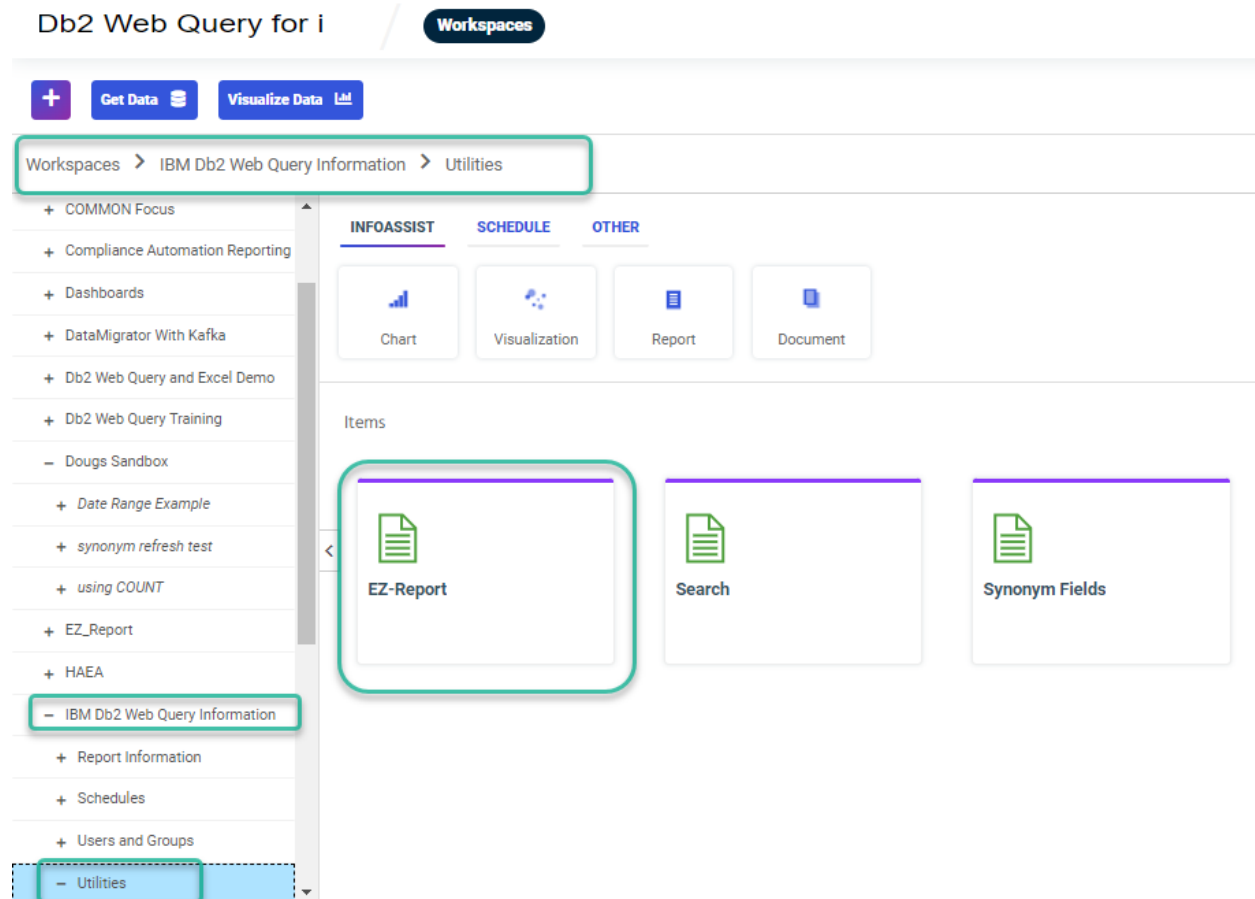 Db2 Web Query for i
Workspaces
+ Get Data Visualize Data
Workspaces > IBM Db2 Web Query Information > Utilities
+ COMMON Focus
+ Compliance Automation Reporting
+ Dashboards
+ DataMigrator With Kafka
+ Db2 Web Query and Excel Demo
+ Db2 Web Query Training
– Dougs Sandbox
+ Date Range Example
+ synonym refresh test
+ using COUNT
+ EZ_Report
+ HAEA
– IBM Db2 Web Query Information
+ Report Information
+ Schedules
+ Users and Groups
– Utilities
INFOASSIST SCHEDULE OTHER
Chart Visualization Report Document
Items
EZ-Report Search Synonym Fields